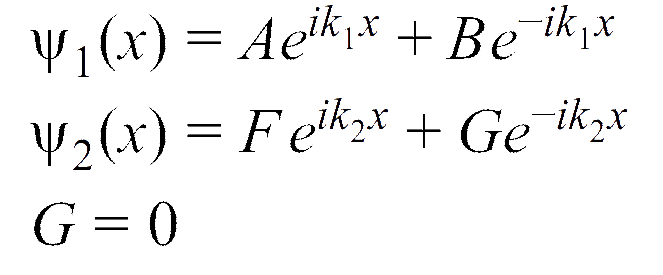 ψ₁(x) = Ae^{ik₁x} + Be^{−ik₁x}
ψ₂(x) = Fe^{ik₂x} + Ge^{−ik₂x}
G = 0